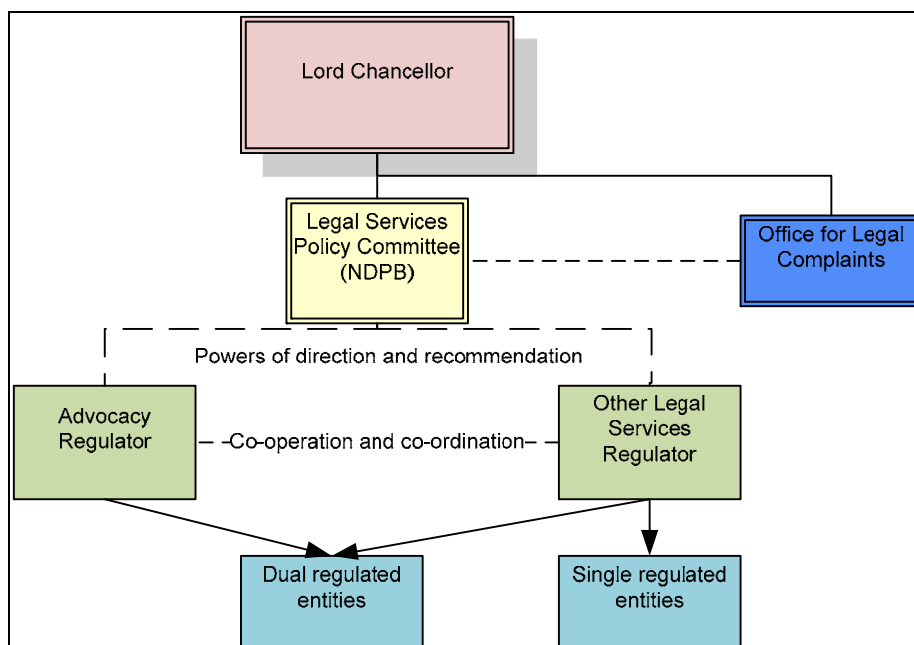 Lord Chancellor
Legal Services
Policy Committee
(NDPB)
Office for Legal
Complaints
Powers of direction and recommendation
Advocacy
Regulator
Co-operation and co-ordination
Other Legal
Services
Regulator
Dual regulated
entities
Single regulated
entities